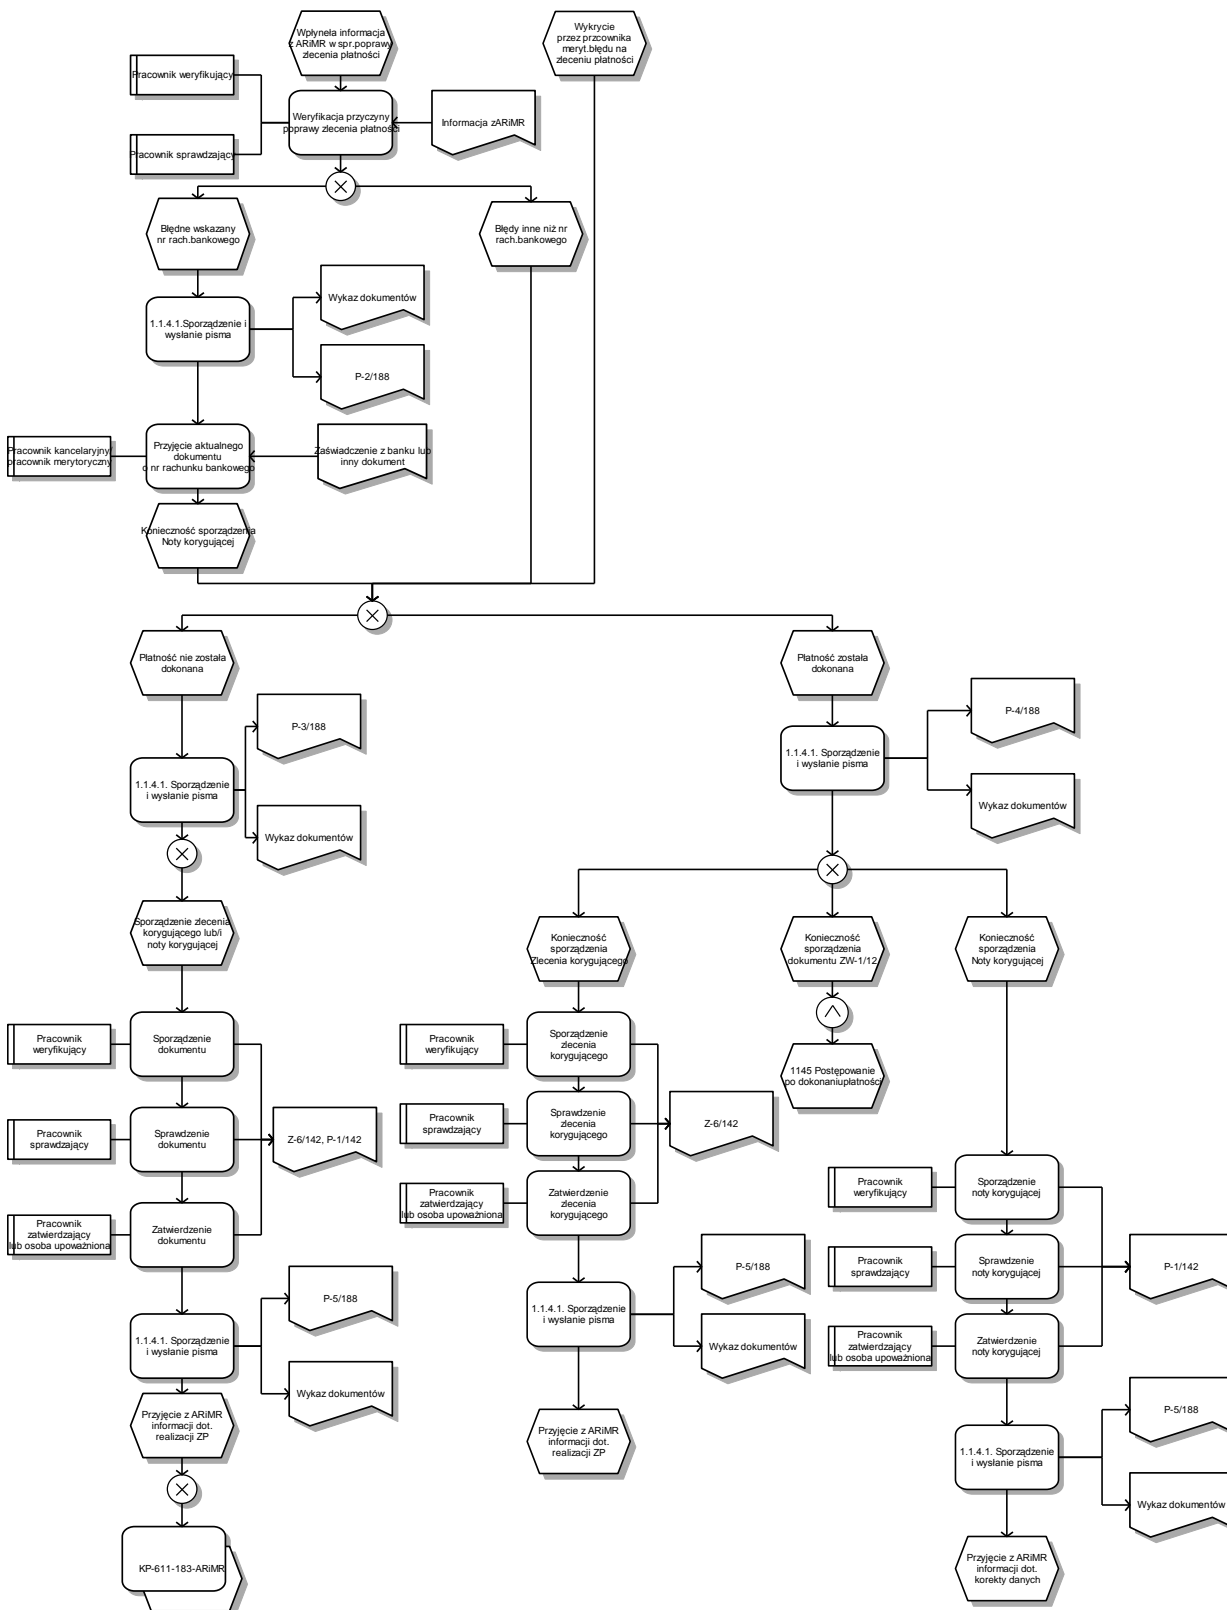 Wpłyneła informacja
z ARiMR w spr.poprawy
zlecenia płatności
Wykrycie
przez przcownika
meryt.błędu na
zleceniu płatności
Pracownik weryfikujący
Weryfikacja przyczyny
poprawy zlecenia płatności
Informacja zARiMR
Pracownik sprawdzający
Błędne wskazany
nr rach.bankowego
Błędy inne niż nr
rach.bankowego
Wykaz dokumentów
1.1.4.1.Sporządzenie i
wysłanie pisma
P-2/188
Pracownik kancelaryjny/
pracownik merytoryczny
Przyjęcie aktualnego
dokumentu
o nr rachunku bankowego
Zaświadczenie z banku lub
inny dokument
Konieczność sporządzenia
Noty korygującej
Płatność nie została
dokonana
Płatność została
dokonana
P-3/188
P-4/188
1.1.4.1. Sporządzenie
i wysłanie pisma
1.1.4.1. Sporządzenie
i wysłanie pisma
Wykaz dokumentów
Wykaz dokumentów
Sporządzenie zlecenia
korygującego lub/i
noty korygującej
Konieczność
sporządzenia
Zlecenia korygującego
Konieczność
sporządzenia
dokumentu ZW-1/12
Konieczność
sporządzenia
Noty korygującej
Pracownik
weryfikujący
Sporządzenie
dokumentu
Pracownik
weryfikujący
Sporządzenie
zlecenia
korygującego
1145 Postępowanie
po dokonaniupłatności
Pracownik
sprawdzający
Sprawdzenie
dokumentu
Z-6/142, P-1/142
Pracownik
sprawdzający
Sprawdzenie
zlecenia
korygującego
Z-6/142
Pracownik
zatwierdzający
lub osoba upoważniona
Zatwierdzenie
dokumentu
Pracownik
zatwierdzający
lub osoba upoważniona
Zatwierdzenie
zlecenia
korygującego
Pracownik
weryfikujący
Sporządzenie
noty korygującej
Pracownik
sprawdzający
Sprawdzenie
noty korygującej
P-1/142
P-5/188
1.1.4.1. Sporządzenie
i wysłanie pisma
Wykaz dokumentów
P-5/188
1.1.4.1. Sporządzenie
i wysłanie pisma
Wykaz dokumentów
Pracownik
zatwierdzający
lub osoba upoważniona
Zatwierdzenie
noty korygującej
Przyjęcie z ARiMR
informacji dot.
realizacji ZP
Przyjęcie z ARiMR
informacji dot.
realizacji ZP
P-5/188
1.1.4.1. Sporządzenie
i wysłanie pisma
Wykaz dokumentów
KP-611-183-ARiMR
Przyjęcie z ARiMR
informacji dot.
korekty danych